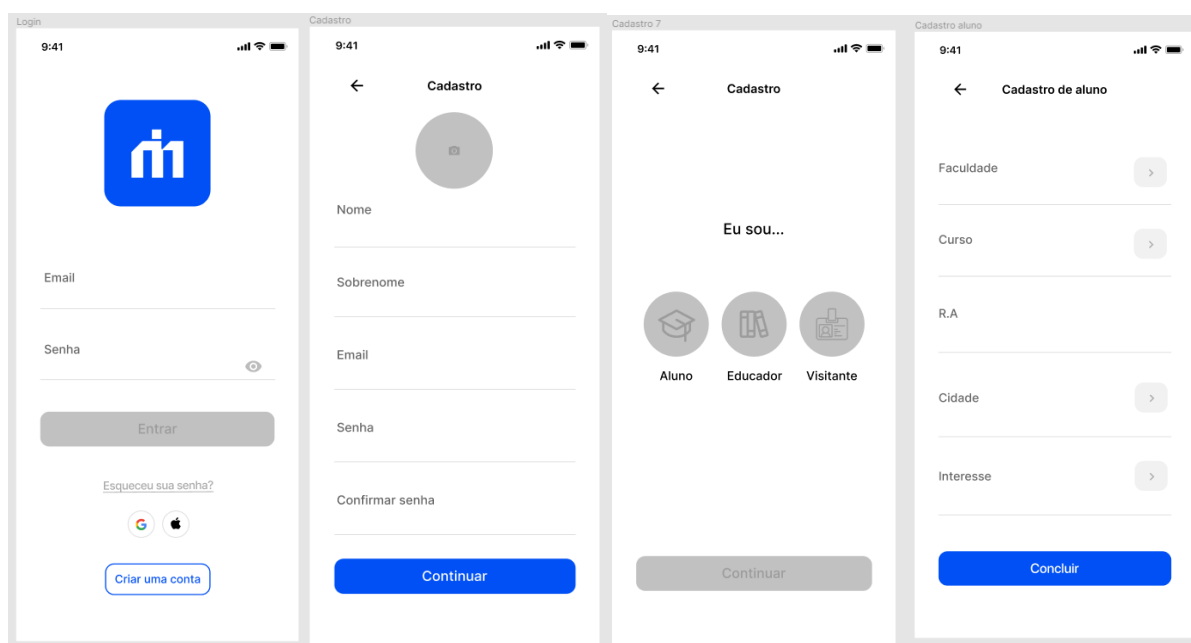 Login
9:41
Email
Senha
Entrar
Esqueceu sua senha?
Criar uma conta
Cadastro
9:41
Cadastro
Nome
Sobrenome
Email
Senha
Confirmar senha
Continuar
Cadastro 7
9:41
Cadastro
Eu sou...
Aluno Educador Visitante
Continuar
Cadastro aluno
9:41
Cadastro de aluno
Faculdade
Curso
R.A
Cidade
Interesse
Concluir